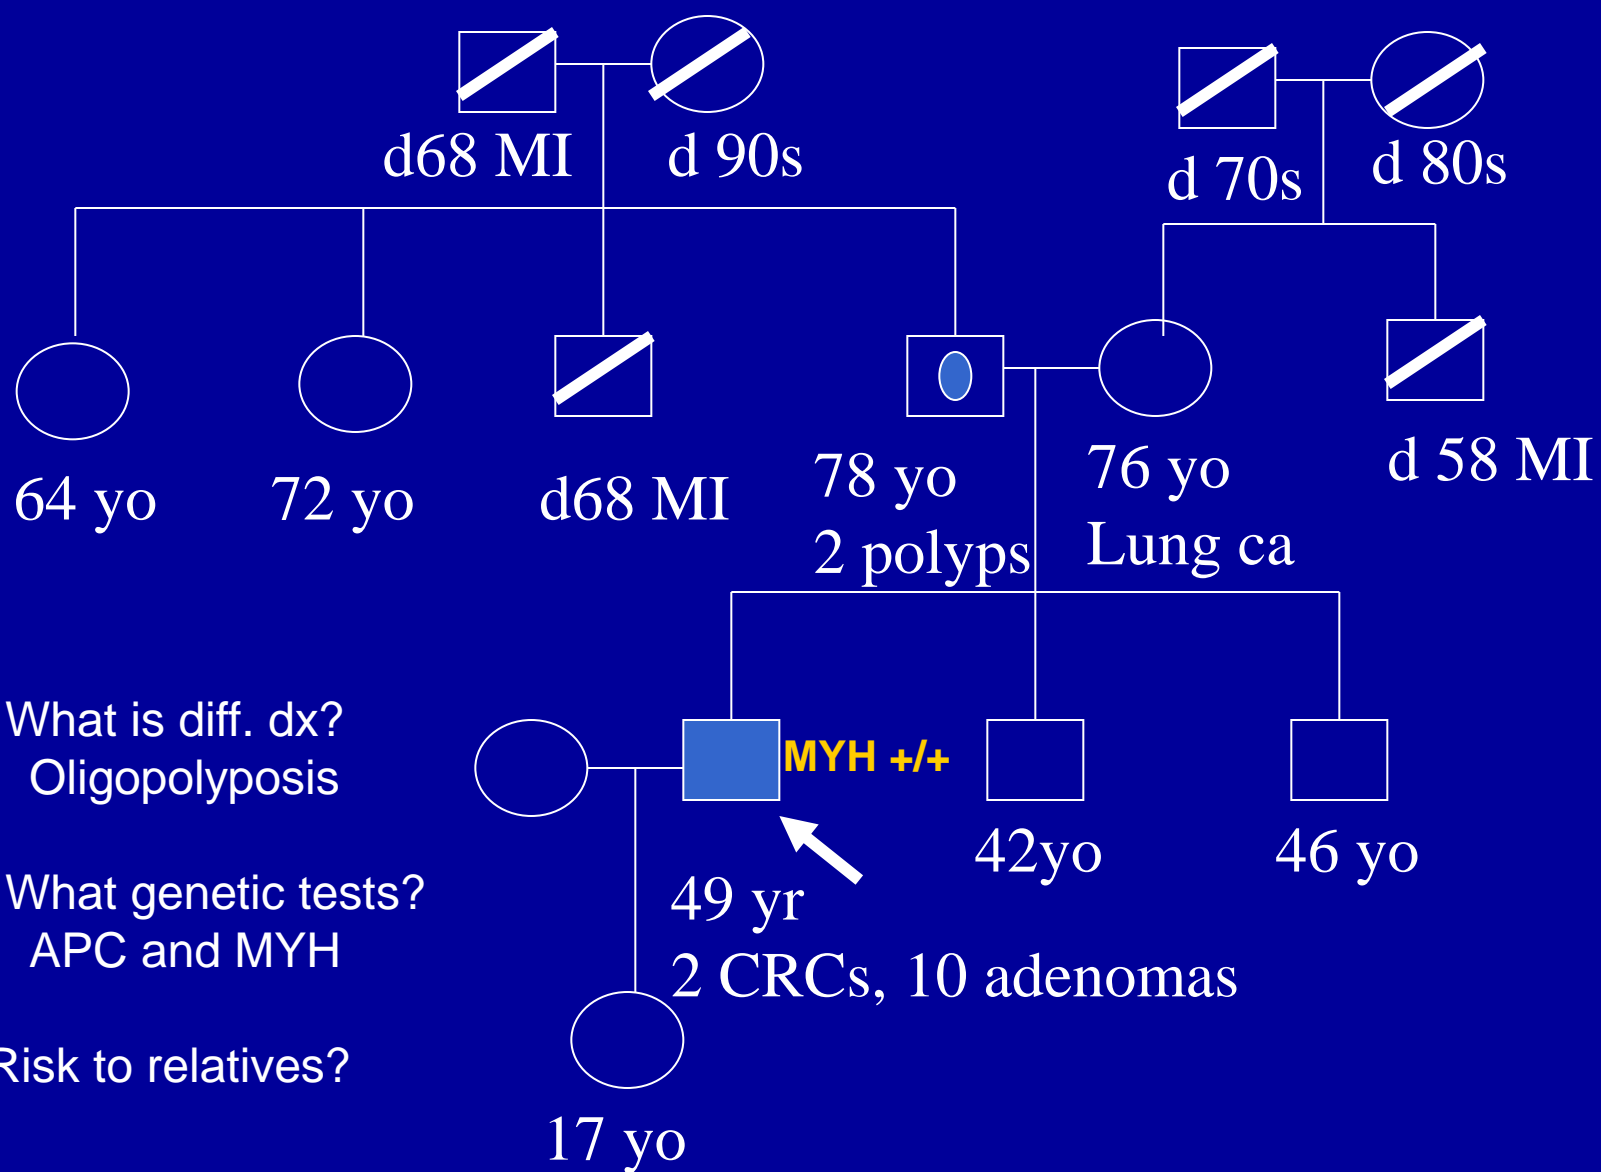 d68 MI
d 90s
d 70s
d 80s
64 yo
72 yo
d68 MI
78 yo
2 polyps
76 yo
Lung ca
d 58 MI
What is diff. dx?
Oligopolyposis
What genetic tests?
APC and MYH
Risk to relatives?
MYH +/+
49 yr
2 CRCs, 10 adenomas
42yo
46 yo
17 yo